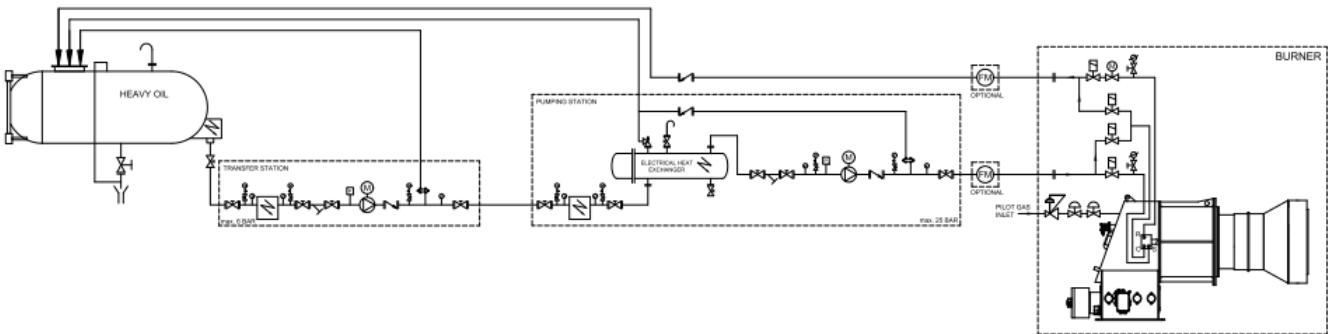 BURNER
FM
OPTIONAL
M
HEAVY OIL
PUMPING STATION
ELECTRICAL HEAT
EXCHANGER
M
FM
OPTIONAL
TRANSFER STATION
M
max. 6 BAR
max. 25 BAR
PILOT GAS
INLET